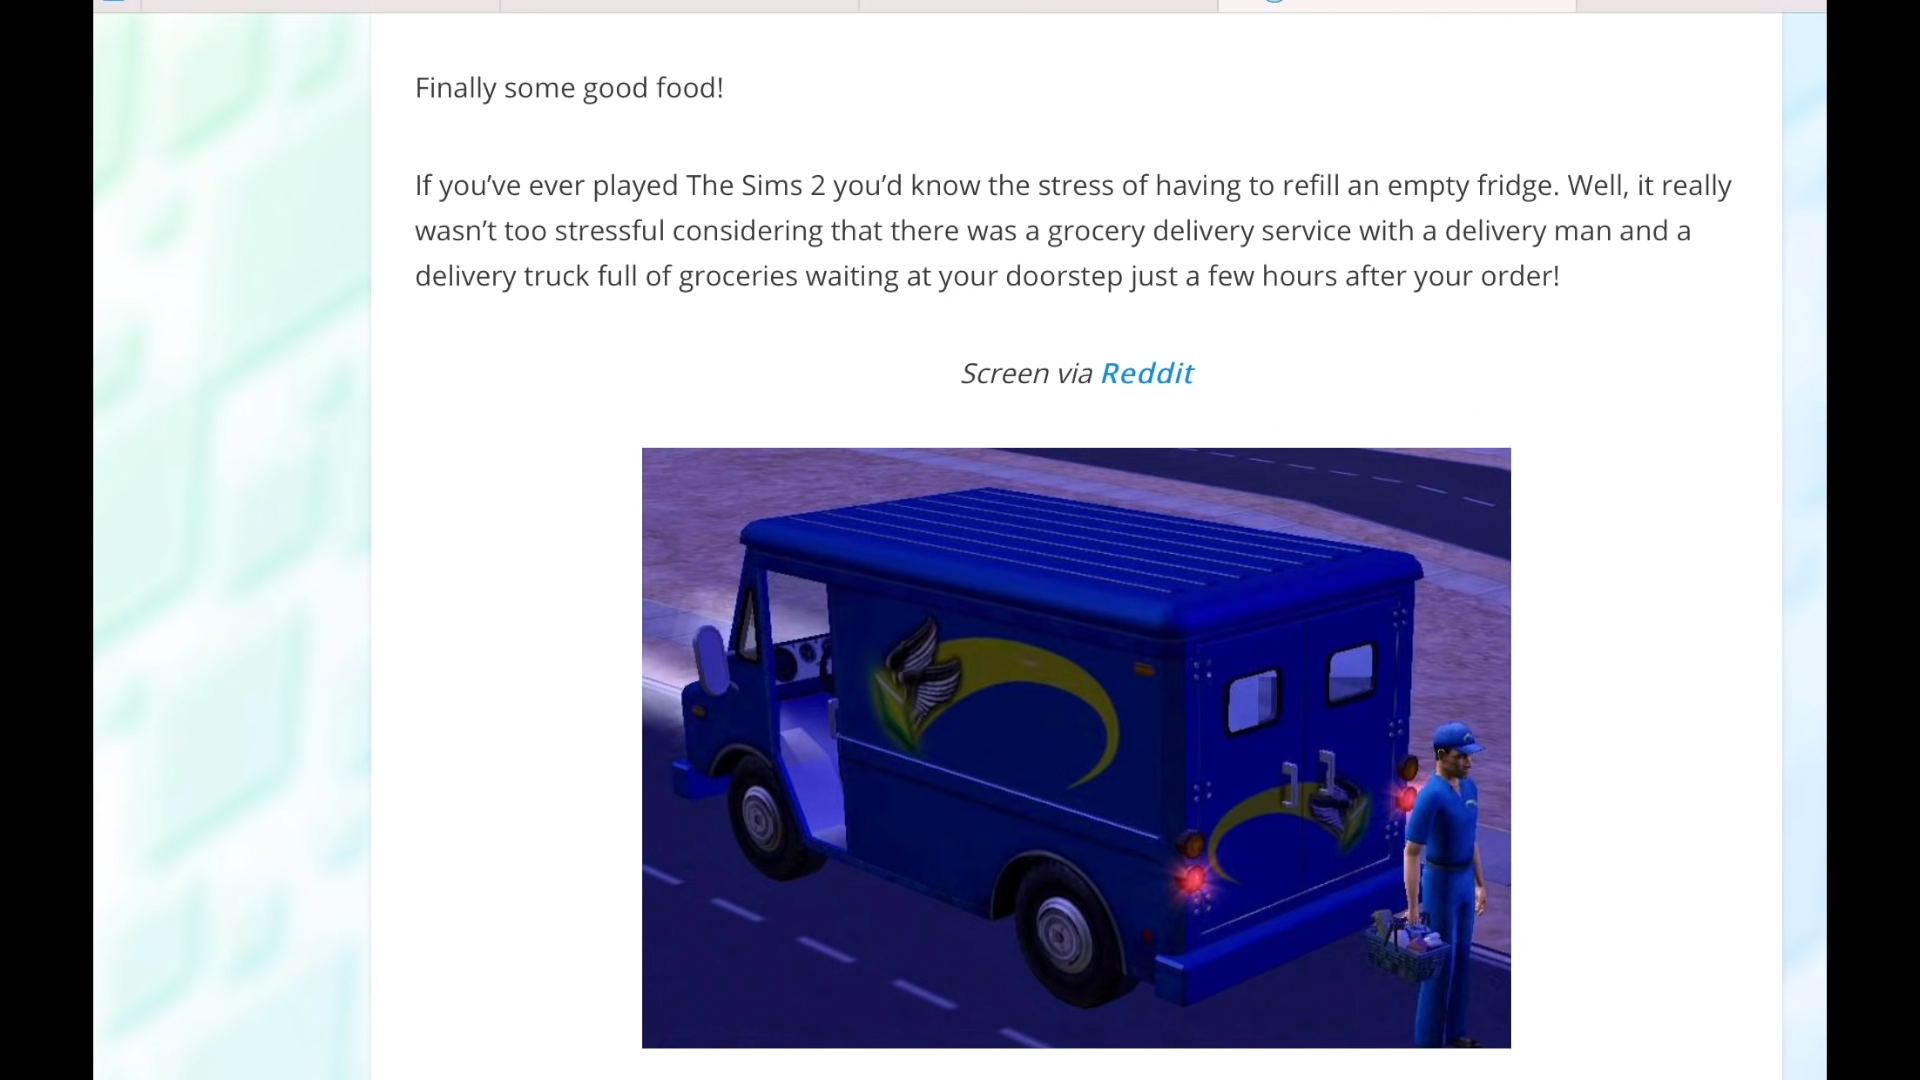 Finally some good food!
If you’ve ever played The Sims 2 you’d know the stress of having to refill an empty fridge. Well, it really
wasn’t too stressful considering that there was a grocery delivery service with a delivery man and a
delivery truck full of groceries waiting at your doorstep just a few hours after your order!
Screen via Reddit